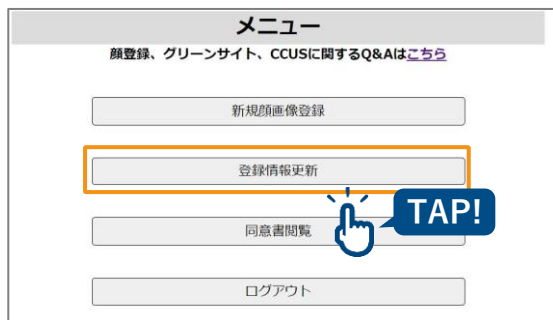 メニュー
顔登録、グリーンサイト、CCUSに関するQ&Aはこちら
新規顔画像登録
登録情報更新
TAP!
同意書閲覧
ログアウト